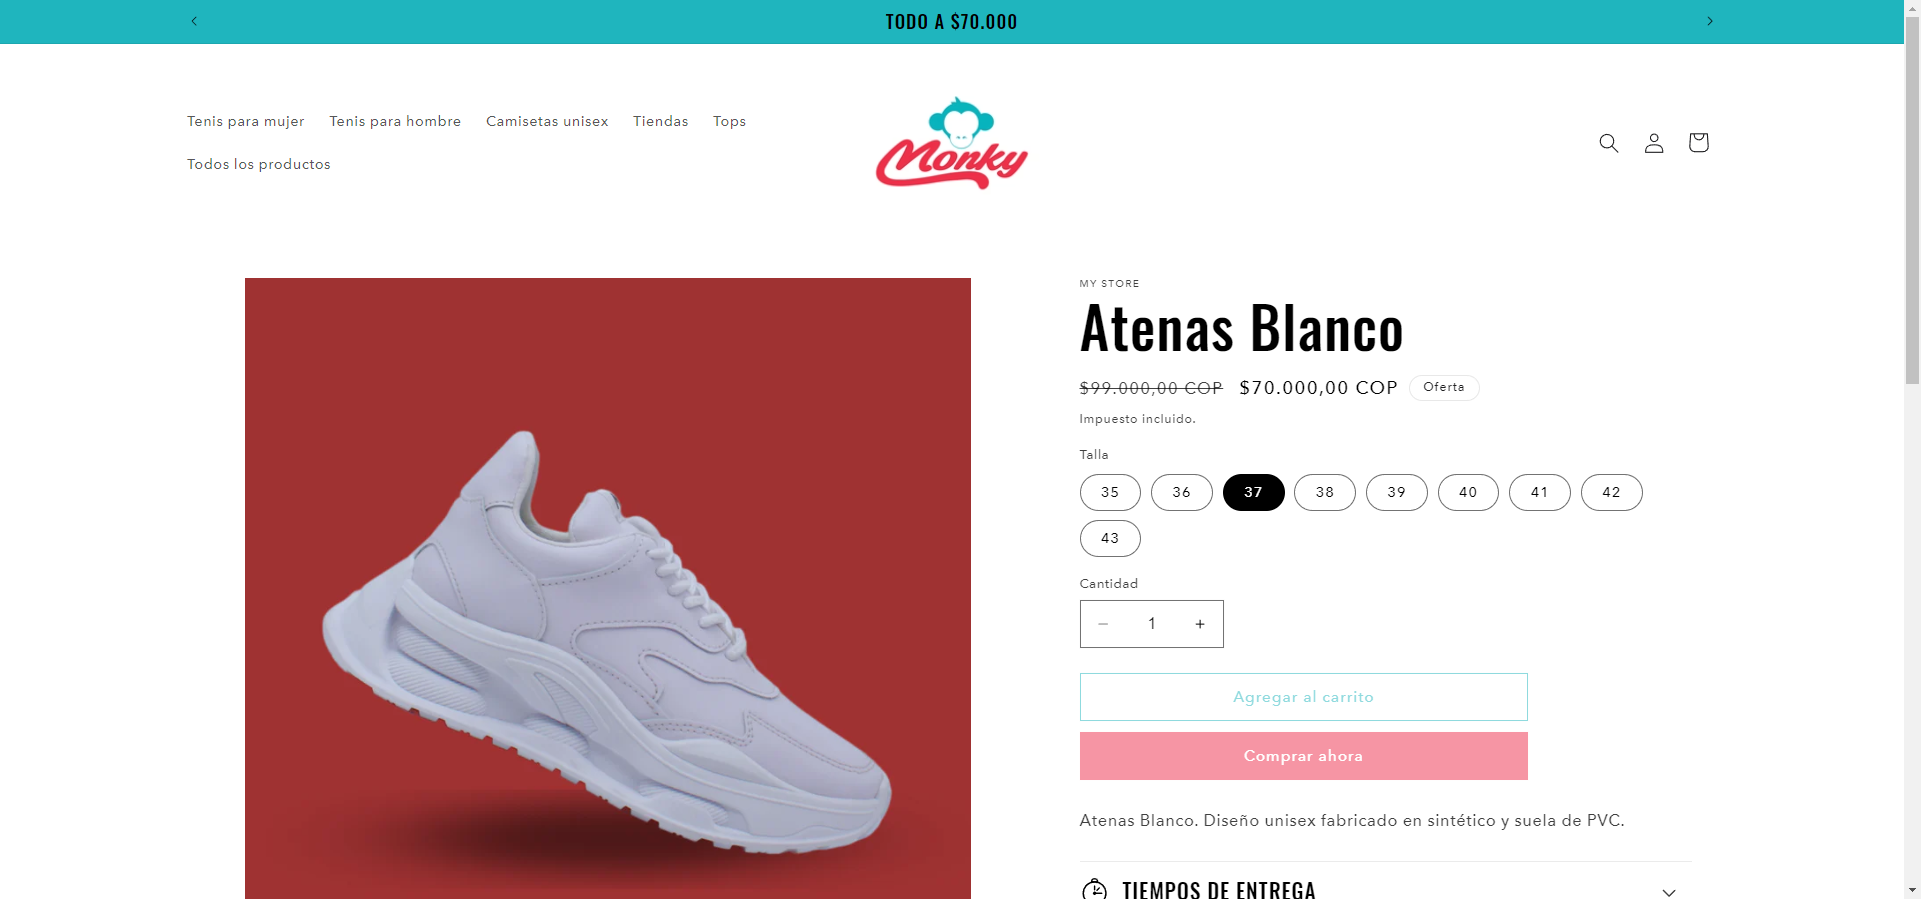 TODO A $70.000
Tenis para mujer
Tenis para hombre
Camisetas unisex
Tiendas
Tops
Todos los productos
Monky
MY STORE
Atenas Blanco
$99.000,00 COP $70.000,00 COP Oferta
Impuesto incluido.
Talla
35 36 37 38 39 40 41 42
43
Cantidad
1
Agregar al carrito
Comprar ahora
Atenas Blanco. Diseño unisex fabricado en sintético y suela de PVC.
TIEMPOS DE ENTREGA